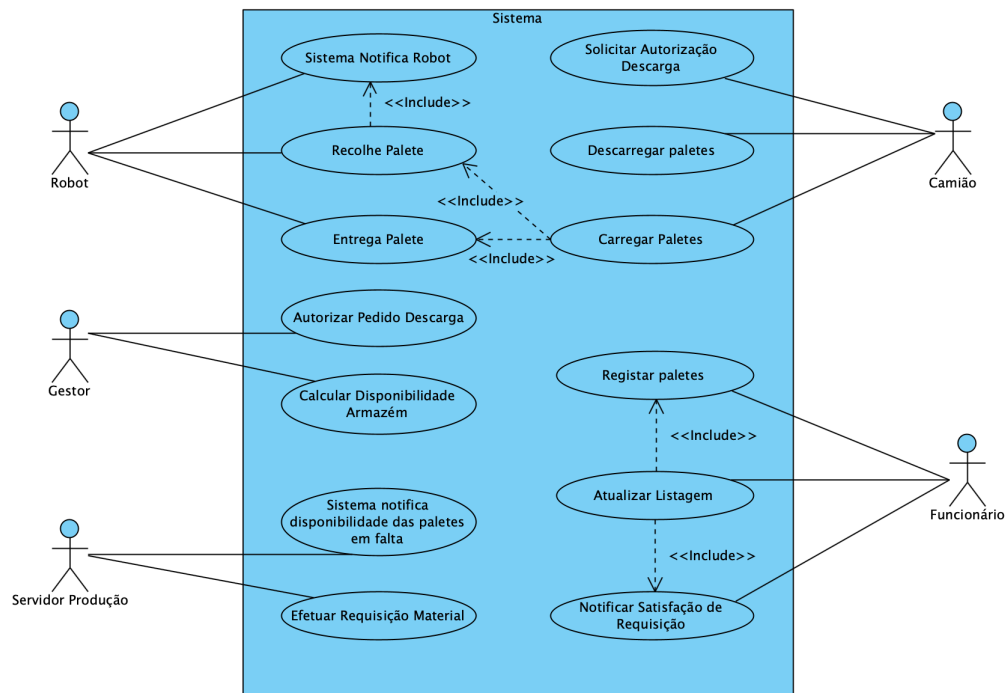 Sistema
Sistema Notifica Robot
Solicitar Autorização
Descarga
<<Include>>
Robot
Recolhe Palete
Descarregar paletes
Camião
<<Include>>
Entrega Palete
Carregar Paletes
<<Include>>
Gestor
Autorizar Pedido Descarga
Calcular Disponibilidade
Armazém
Registar paletes
<<Include>>
Funcionário
Atualizar Listagem
Sistema notifica
disponibilidade das paletes
em falta
<<Include>>
Servidor Produção
Efetuar Requisição Material
Notificar Satisfação de
Requisição